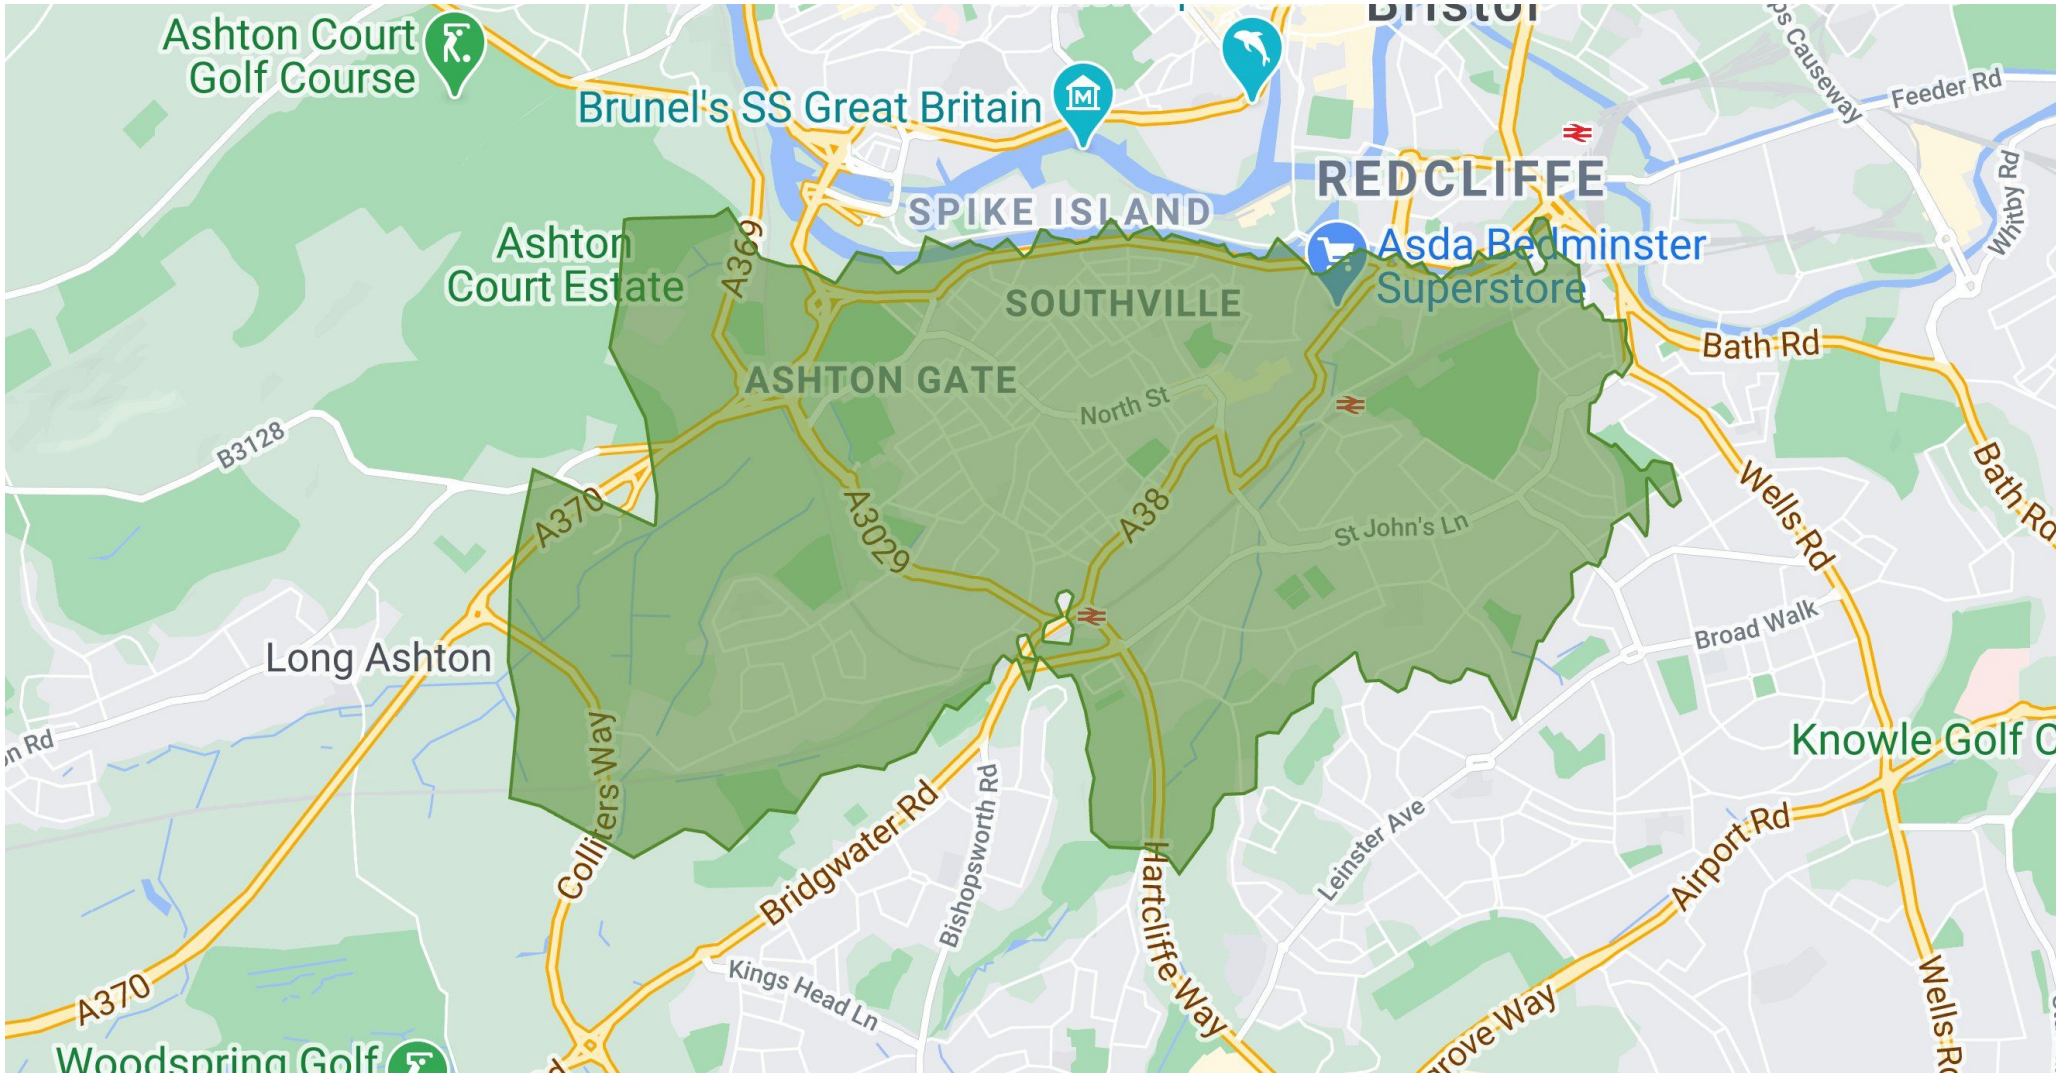 Bristol
Ashton Court
Golf Course
Brunel's SS Great Britain
Feeder Rd
Causeway
Whitby Rd
REDCLIFFE
SPIKE ISLAND
Ashton
Court Estate
A369
Asda Bedminster
Superstore
SOUTHVILLE
Bath Rd
ASHTON GATE
North St
B3128
A370
A3029
A38
St John's Ln
Wells Rd
Bath Rd
Long Ashton
Broad Walk
on Rd
Colliters Way
Knowle Golf C
Bridgwater Rd
Bishopsworth Rd
Leinster Ave
Airport Rd
Hartcliffe Way
A370
Kings Head Ln
grove Way
Wells Rd
Woodspring Golf